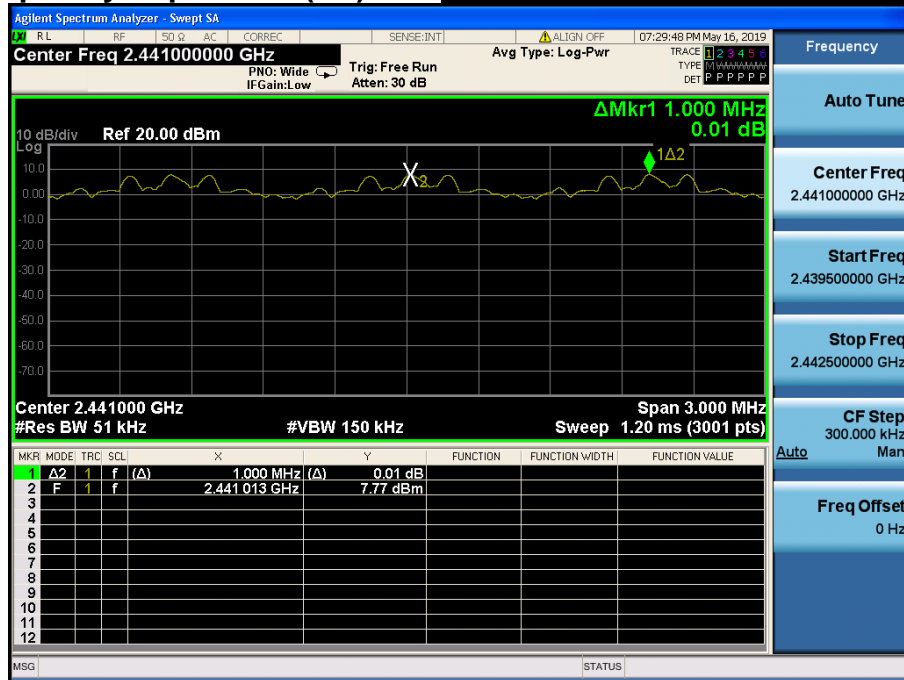 Agilent Spectrum Analyzer - Swept SA
LXI RL RF 50 Ω AC CORREC SENSE:INT ALIGN OFF 07:29:48 PM May 16, 2019
Center Freq 2.441000000 GHz
PNO: Wide
IFGain:Low
Trig: Free Run
Atten: 30 dB
Avg Type: Log-Pwr
TRACE 1 2 3 4 5 6
TYPE M W W W W W
DET P P P P P P
ΔMkr1 1.000 MHz
0.01 dB
10 dB/div Ref 20.00 dBm
Log
1Δ2
X2
10.0
0.00
-10.0
-20.0
-30.0
-40.0
-50.0
-60.0
-70.0
Center 2.441000 GHz Span 3.000 MHz
#Res BW 51 kHz #VBW 150 kHz Sweep 1.20 ms (3001 pts)
MKR MODE TRC SCL X Y FUNCTION FUNCTION WIDTH FUNCTION VALUE
1 Δ2 1 f (Δ) 1.000 MHz (Δ) 0.01 dB
2 F 1 f 2.441 013 GHz 7.77 dBm
3
4
5
6
7
8
9
10
11
12
MSG STATUS
Frequency
Auto Tune
Center Freq
2.441000000 GHz
Start Freq
2.439500000 GHz
Stop Freq
2.442500000 GHz
CF Step
300.000 kHz
Auto Man
Freq Offset
0 Hz